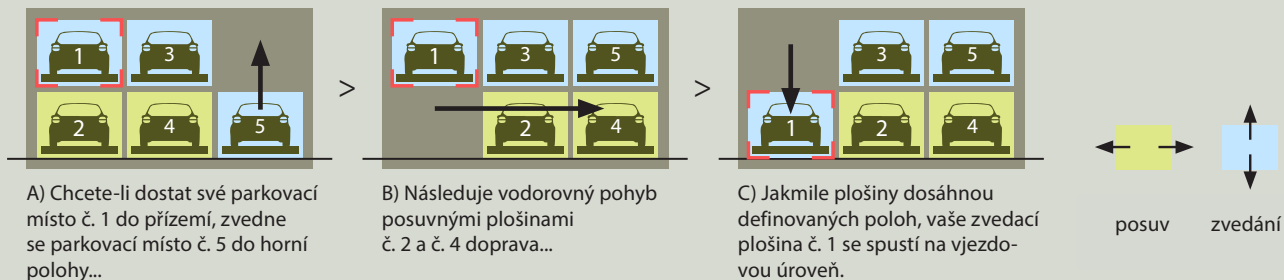 1
3
2
4
5
>
1
3
5
2
4
>
3
5
1
2
4
A) Chcete-li dostat své parkovací
místo č. 1 do přízemí, zvedne
se parkovací místo č. 5 do horní
polohy...
B) Následuje vodorovný pohyb
posuvnými plošinami
č. 2 a č. 4 doprava...
C) Jakmile plošiny dosáhnou
definovaných poloh, vaše zvedací
plošina č. 1 se spustí na vjezdo-
vou úroveň.
posuv
zvedání